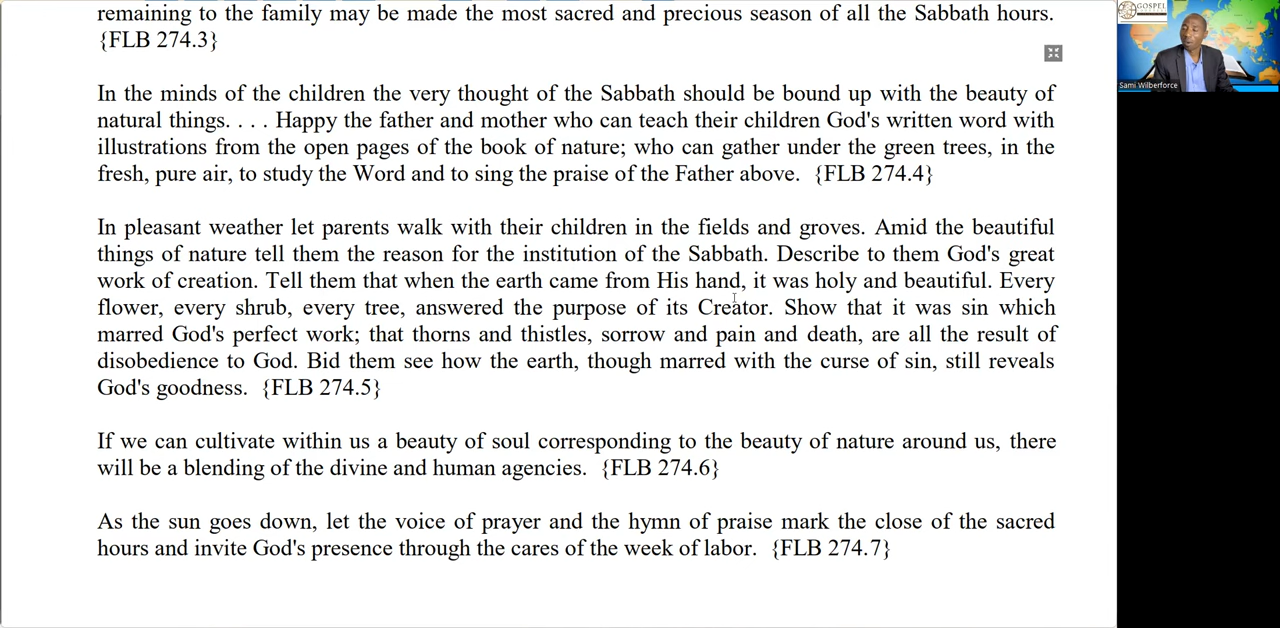 remaining to the family may be made the most sacred and precious season of all the Sabbath hours.
{FLB 274.3}
In the minds of the children the very thought of the Sabbath should be bound up with the beauty of
natural things. . . . Happy the father and mother who can teach their children God's written word with
illustrations from the open pages of the book of nature; who can gather under the green trees, in the
fresh, pure air, to study the Word and to sing the praise of the Father above. {FLB 274.4}
In pleasant weather let parents walk with their children in the fields and groves. Amid the beautiful
things of nature tell them the reason for the institution of the Sabbath. Describe to them God's great
work of creation. Tell them that when the earth came from His hand, it was holy and beautiful. Every
flower, every shrub, every tree, answered the purpose of its Creator. Show that it was sin which
marred God's perfect work; that thorns and thistles, sorrow and pain and death, are all the result of
disobedience to God. Bid them see how the earth, though marred with the curse of sin, still reveals
God's goodness. {FLB 274.5}
If we can cultivate within us a beauty of soul corresponding to the beauty of nature around us, there
will be a blending of the divine and human agencies. {FLB 274.6}
As the sun goes down, let the voice of prayer and the hymn of praise mark the close of the sacred
hours and invite God's presence through the cares of the week of labor. {FLB 274.7}
GOSPEL
Sami Wilberforce